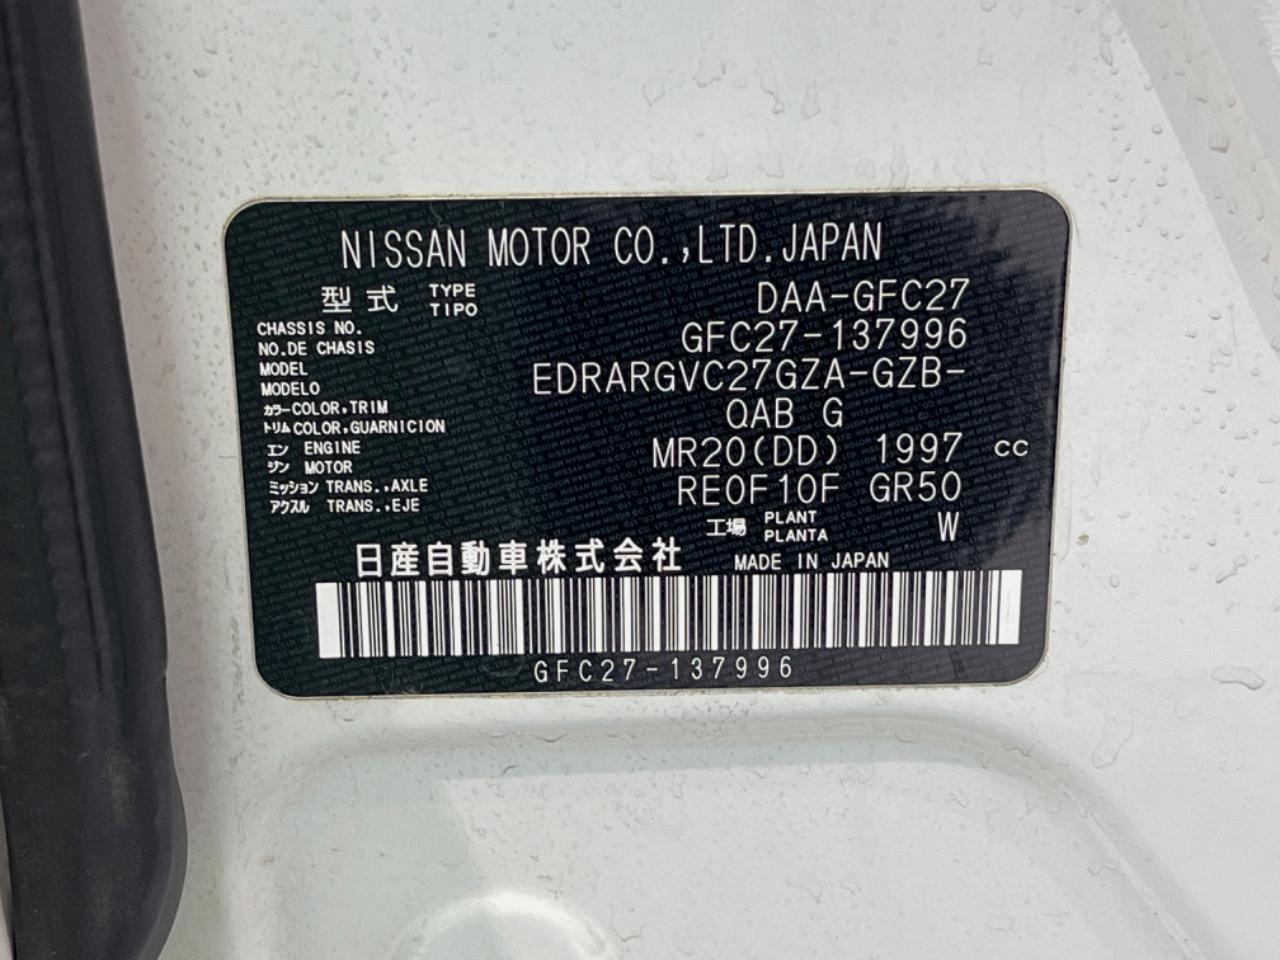 NISSAN MOTOR CO.,LTD.JAPAN
型式 TYPE TIPO DAA-GFC27
CHASSIS NO. NO.DE CHASIS GFC27-137996
MODEL MODELO EDRARGVC27GZA-GZB-
カラー COLOR,TRIM トリム COLOR,GUARNICION QAB G
エンジン ENGINE MOTOR MR20(DD) 1997 cc
ミッション TRANS.,AXLE アクスル TRANS.,EJE RE0F10F GR50
工場 PLANT PLANTA W
日産自動車株式会社 MADE IN JAPAN
GFC27-137996